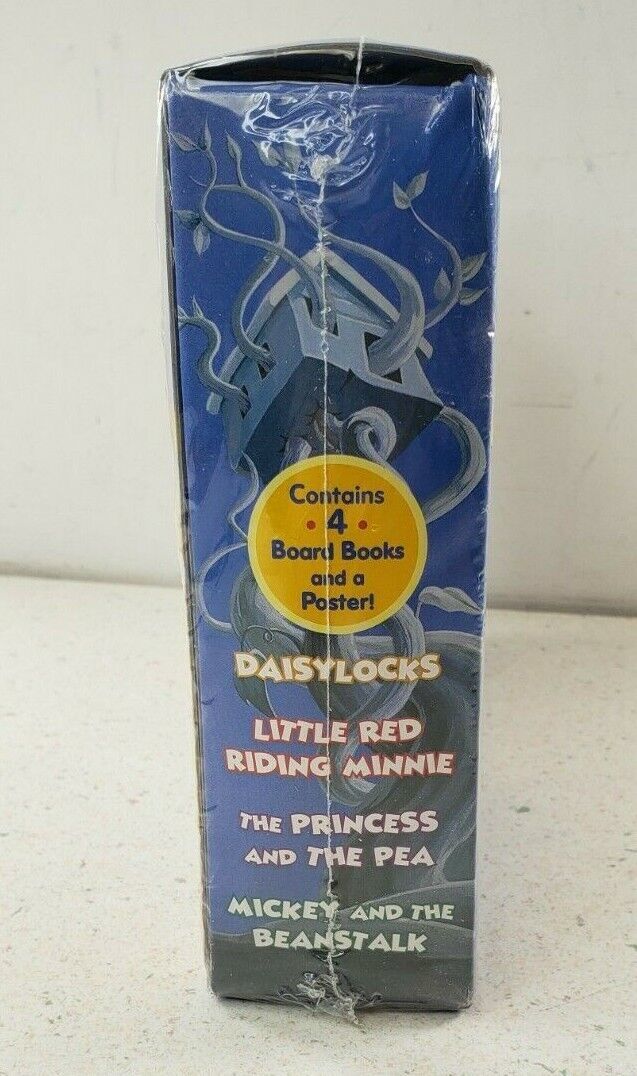 Contains
• 4 •
Board Books
and a
Poster!
DAISYLOCKS
LITTLE RED
RIDING MINNIE
THE PRINCESS
AND THE PEA
MICKEY AND THE
BEANSTALK